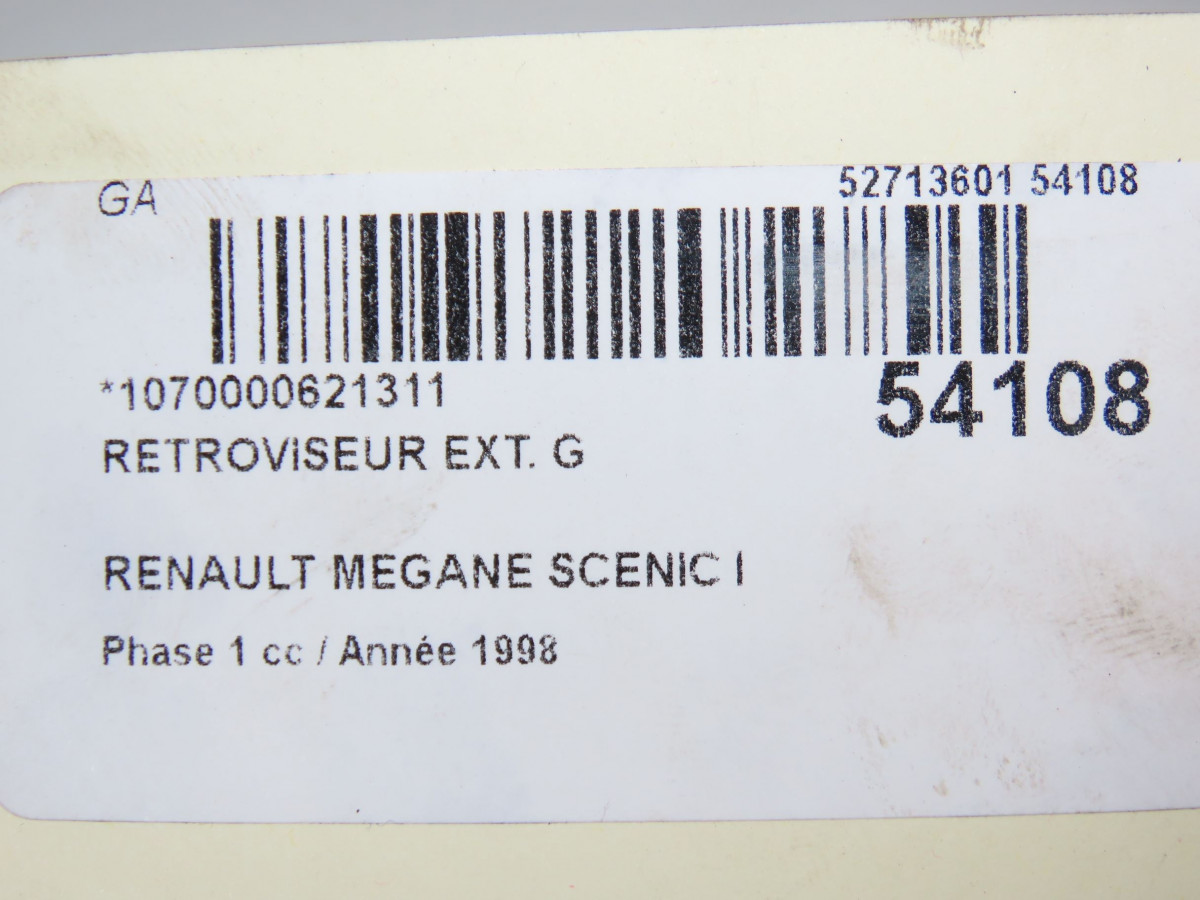 GA
52713601 54108
*1070000621311
54108
RETROVISEUR EXT. G
RENAULT MEGANE SCENIC I
Phase 1 cc / Année 1998